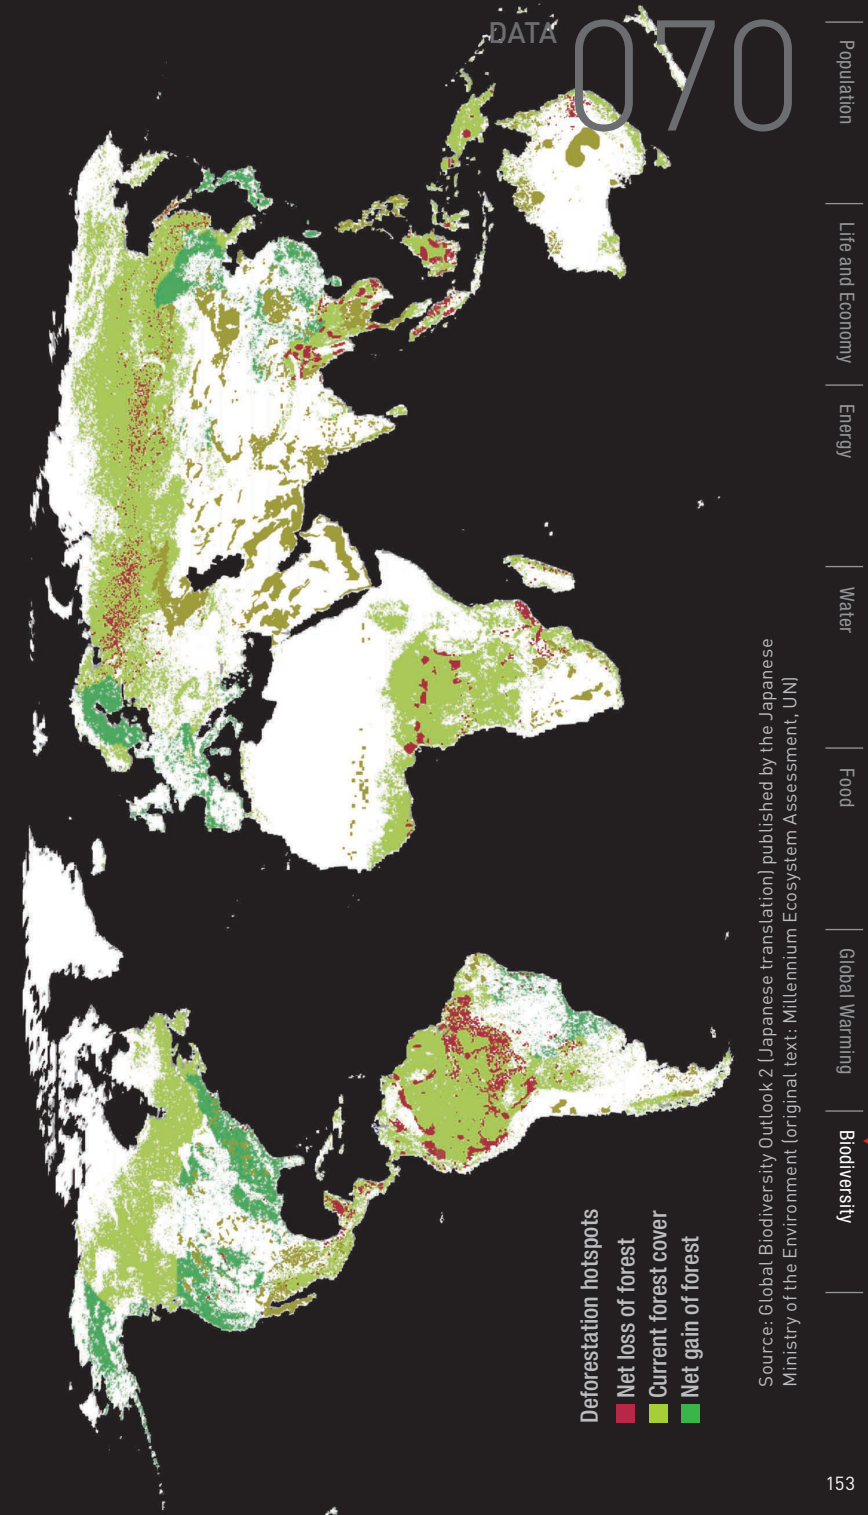 DATA
070
Population
Life and Economy
Energy
Water
Food
Global Warming
Biodiversity
Deforestation hotspots
Net loss of forest
Current forest cover
Net gain of forest
Source: Global Biodiversity Outlook 2 (Japanese translation) published by the Japanese
Ministry of the Environment (original text: Millennium Ecosystem Assessment, UN)
153